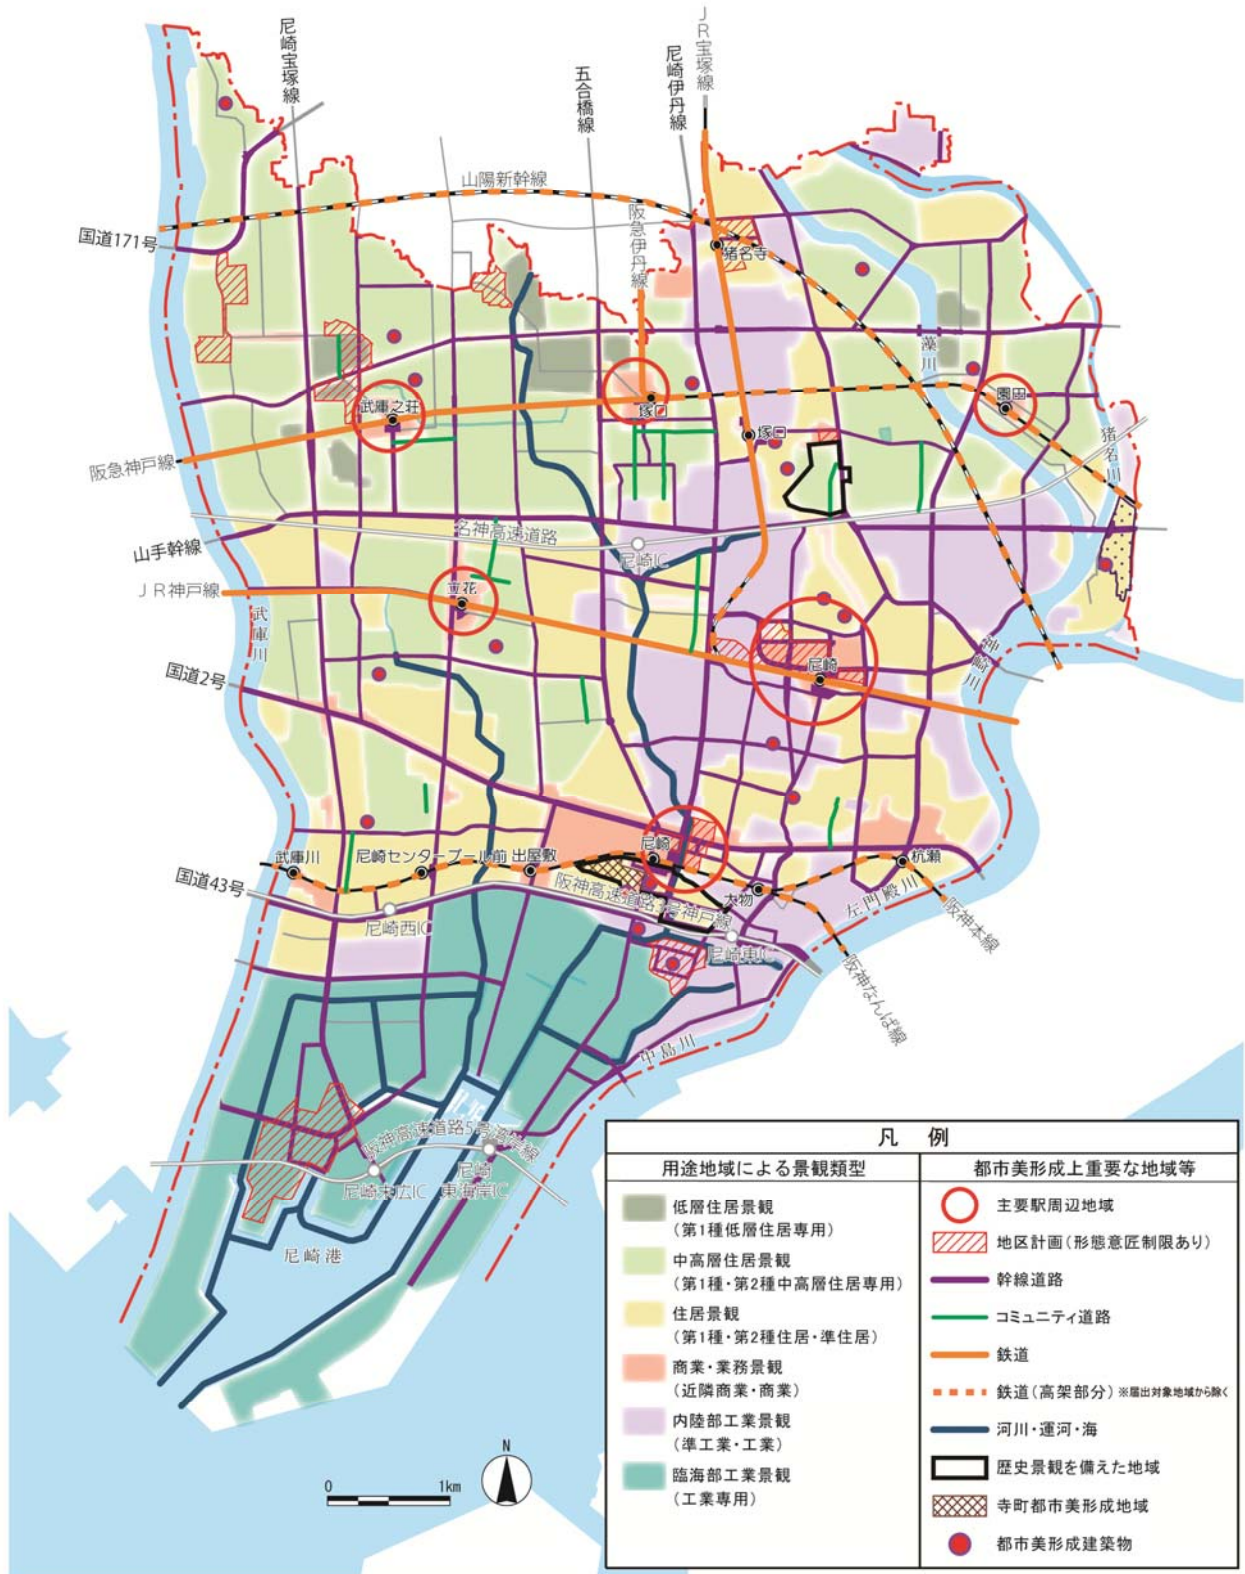 尼崎宝塚線
五合橋線
尼崎伊丹線
JR宝塚線
山陽新幹線
阪急伊丹線
国道171号
猪名寺
藻川
武庫之荘
塚口
園田
塚口
猪名川
阪急神戸線
名神高速道路
山手幹線
尼崎IC
JR神戸線
立花
武庫川
尼崎
神崎川
国道2号
武庫川
尼崎センタープール前
出屋敷
尼崎
杭瀬
国道43号
阪神高速道路3号神戸線
大物
左門殿川
尼崎西IC
尼崎東IC
阪神本線
阪神なんば線
中島川
阪神高速道路5号湾岸線
尼崎末広IC
尼崎
東海岸IC
尼崎港
N
0 1km
凡 例
用途地域による景観類型
低層住居景観
(第1種低層住居専用)
中高層住居景観
(第1種・第2種中高層住居専用)
住居景観
(第1種・第2種住居・準住居)
商業・業務景観
(近隣商業・商業)
内陸部工業景観
(準工業・工業)
臨海部工業景観
(工業専用)
都市美形成上重要な地域等
主要駅周辺地域
地区計画(形態意匠制限あり)
幹線道路
コミュニティ道路
鉄道
鉄道(高架部分)※届出対象地域から除く
河川・運河・海
歴史景観を備えた地域
寺町都市美形成地域
都市美形成建築物